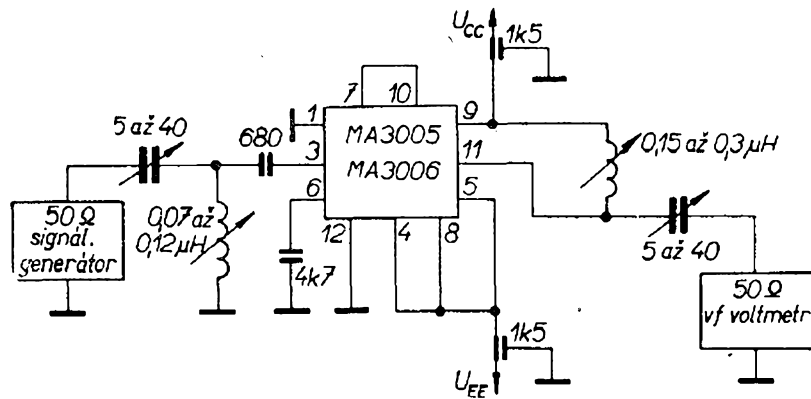 U_CC
1k5
7
10
1
9
5 až 40
680
MA3005
0,15 až 0,3 µH
3
MA3006
11
6
5
50 Ω
signál.
generátor
0,07 až
0,12 µH
12
4
8
5 až 40
4k7
50 Ω
vf voltmetr
1k5
U_EE